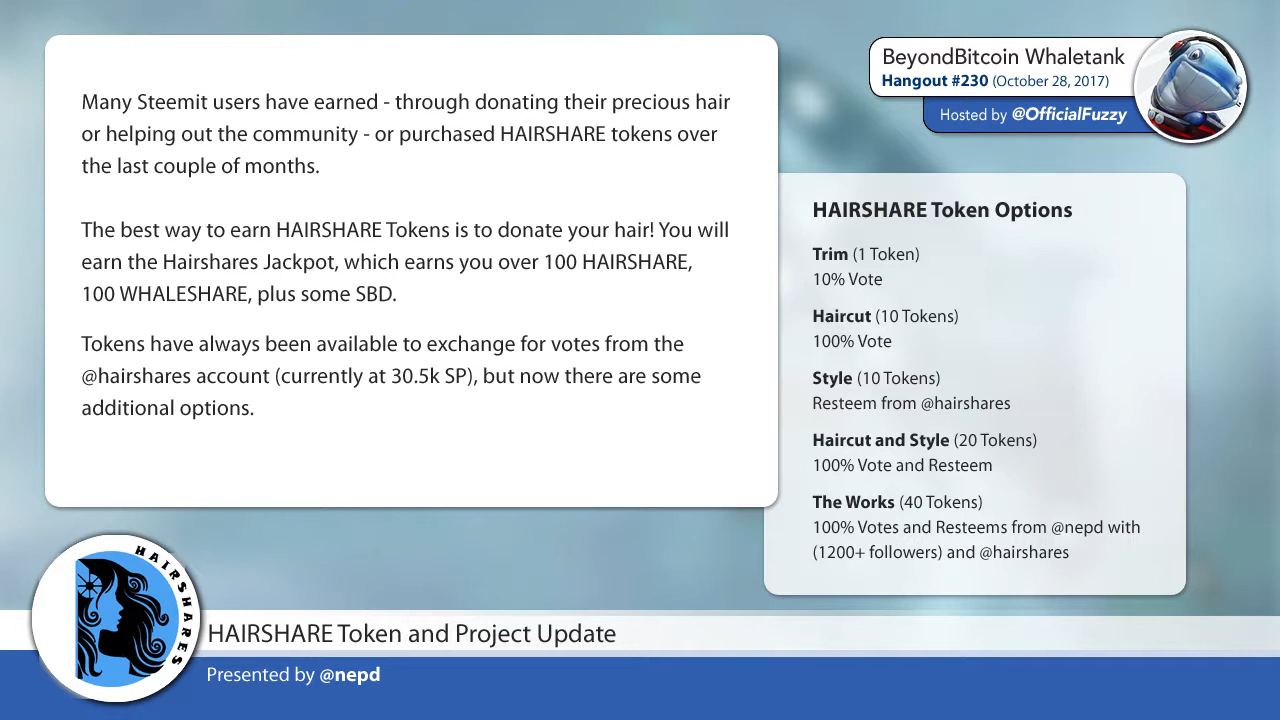 BeyondBitcoin Whaletank
Hangout #230 (October 28, 2017)
Hosted by @OfficialFuzzy
Many Steemit users have earned - through donating their precious hair
or helping out the community - or purchased HAIRSHARE tokens over
the last couple of months.
The best way to earn HAIRSHARE Tokens is to donate your hair! You will
earn the Hairshares Jackpot, which earns you over 100 HAIRSHARE,
100 WHALESHARE, plus some SBD.
Tokens have always been available to exchange for votes from the
@hairshares account (currently at 30.5k SP), but now there are some
additional options.
HAIRSHARE Token Options
Trim (1 Token)
10% Vote
Haircut (10 Tokens)
100% Vote
Style (10 Tokens)
Resteem from @hairshares
Haircut and Style (20 Tokens)
100% Vote and Resteem
The Works (40 Tokens)
100% Votes and Resteems from @nepd with
(1200+ followers) and @hairshares
HAIRSHARES
HAIRSHARE Token and Project Update
Presented by @nepd